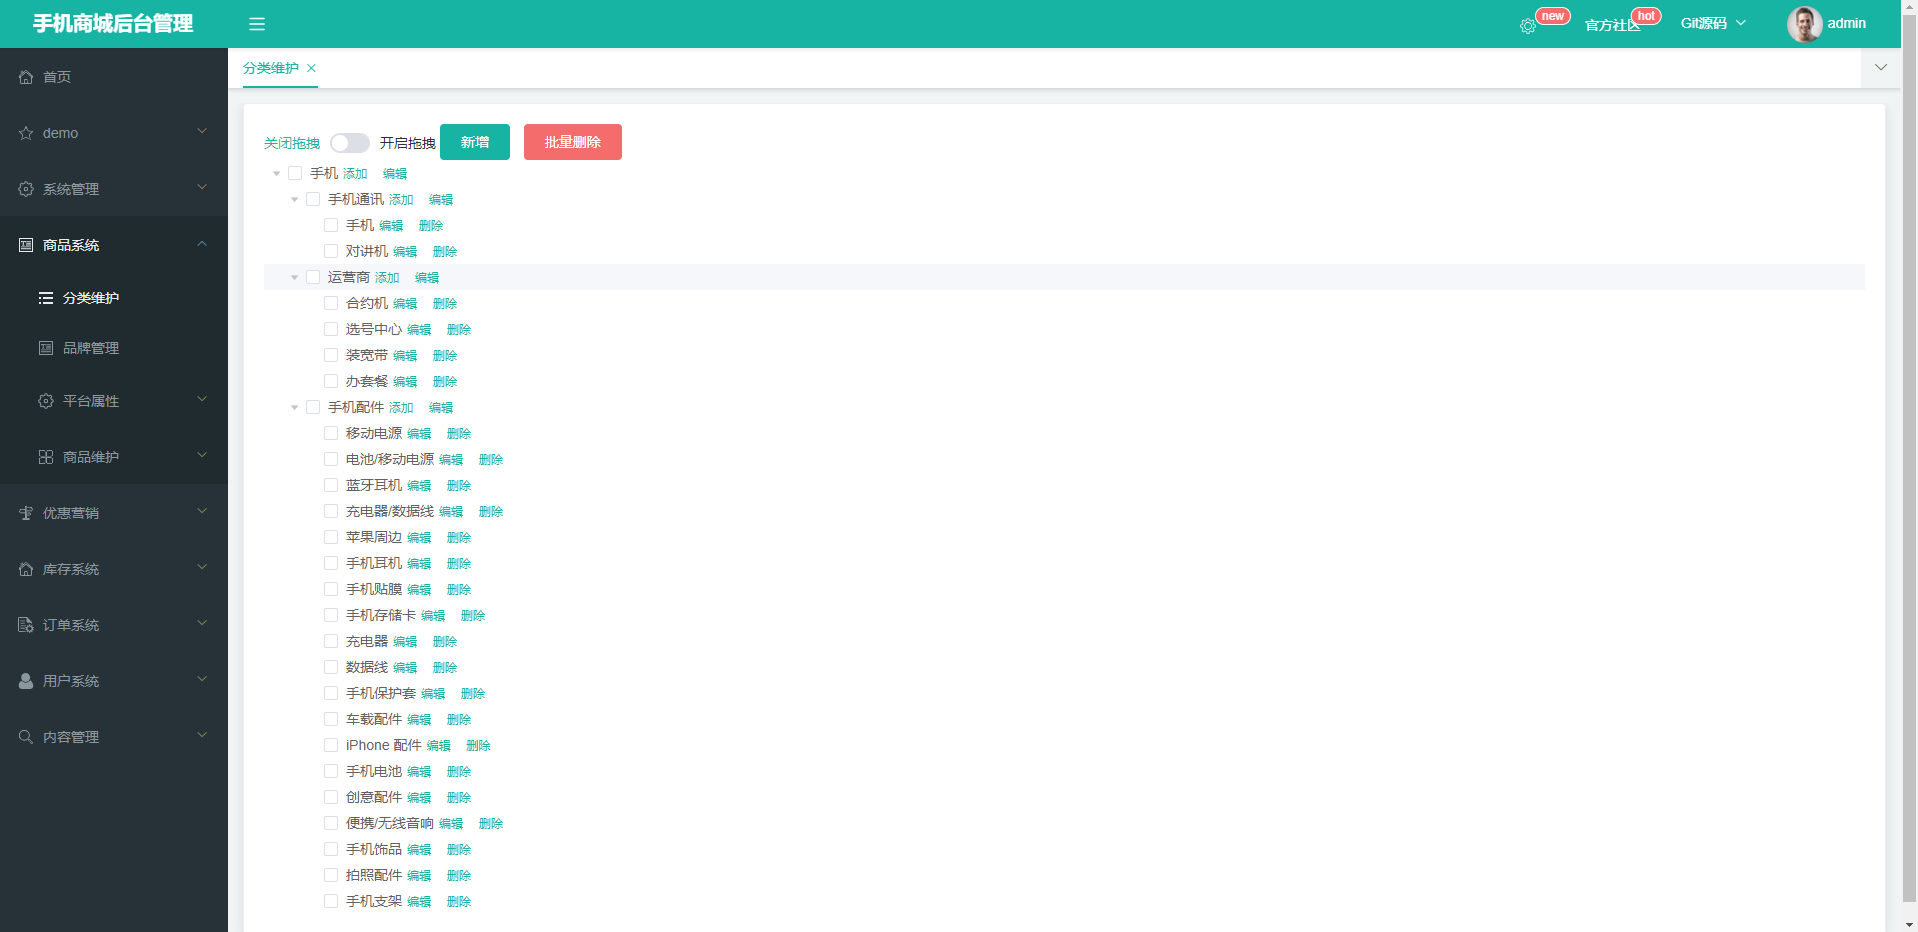 手机商城后台管理
new
官方社区
hot
Git源码
admin
首页
demo
系统管理
商品系统
分类维护
品牌管理
平台属性
商品维护
优惠营销
库存系统
订单系统
用户系统
内容管理
分类维护
关闭拖拽 开启拖拽 新增 批量删除
手机 添加 编辑
手机通讯 添加 编辑
手机 编辑 删除
对讲机 编辑 删除
运营商 添加 编辑
合约机 编辑 删除
选号中心 编辑 删除
装宽带 编辑 删除
办套餐 编辑 删除
手机配件 添加 编辑
移动电源 编辑 删除
电池/移动电源 编辑 删除
蓝牙耳机 编辑 删除
充电器/数据线 编辑 删除
苹果周边 编辑 删除
手机耳机 编辑 删除
手机贴膜 编辑 删除
手机存储卡 编辑 删除
充电器 编辑 删除
数据线 编辑 删除
手机保护套 编辑 删除
车载配件 编辑 删除
iPhone 配件 编辑 删除
手机电池 编辑 删除
创意配件 编辑 删除
便携/无线音响 编辑 删除
手机饰品 编辑 删除
拍照配件 编辑 删除
手机支架 编辑 删除